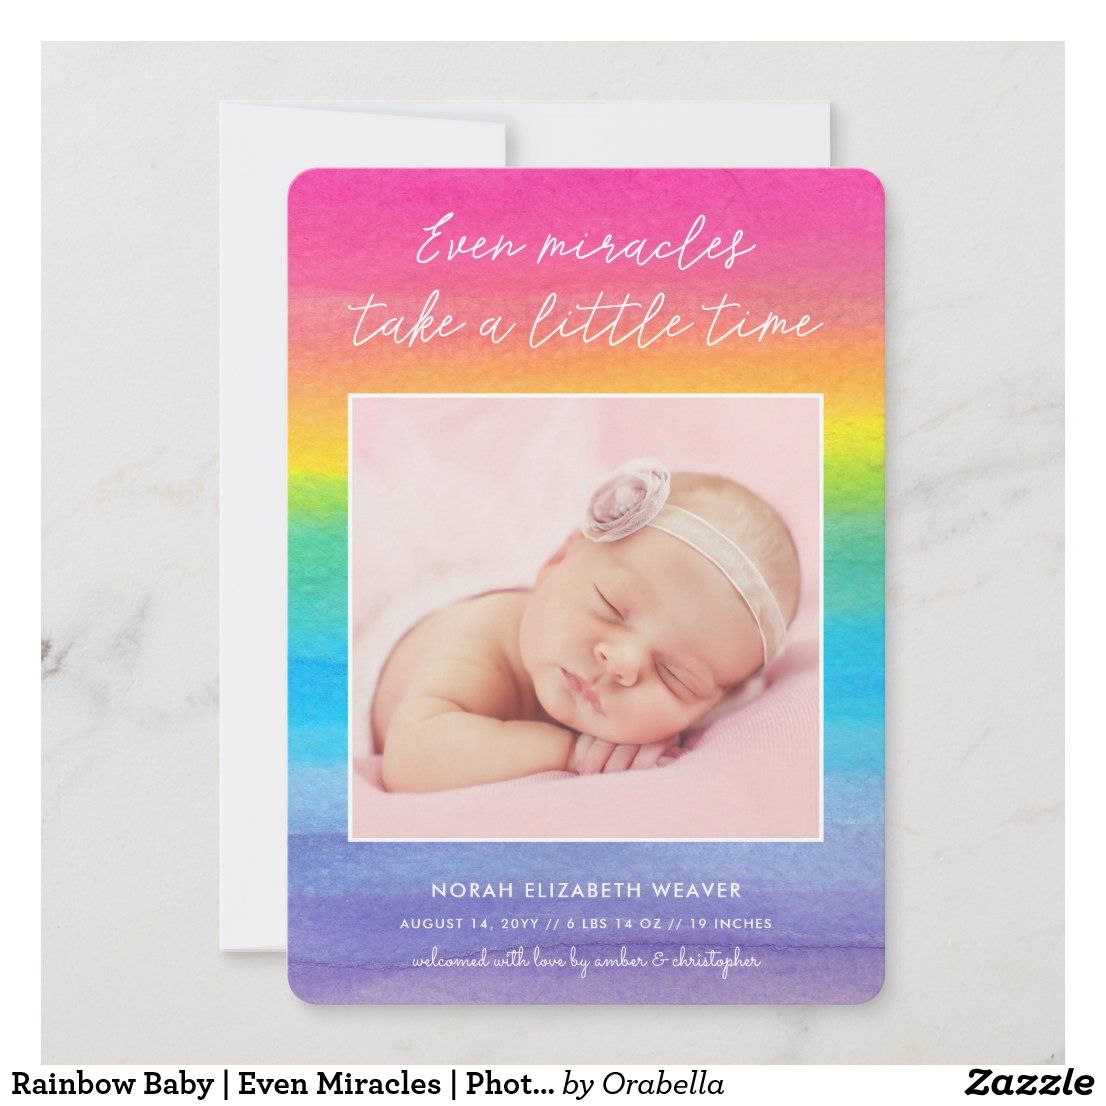 Even miracles
take a little time
NORAH ELIZABETH WEAVER
AUGUST 14, 20YY // 6 LBS 14 OZ // 19 INCHES
welcomed with love by amber & christopher
Rainbow Baby | Even Miracles | Phot... by Orabella
Zazzle